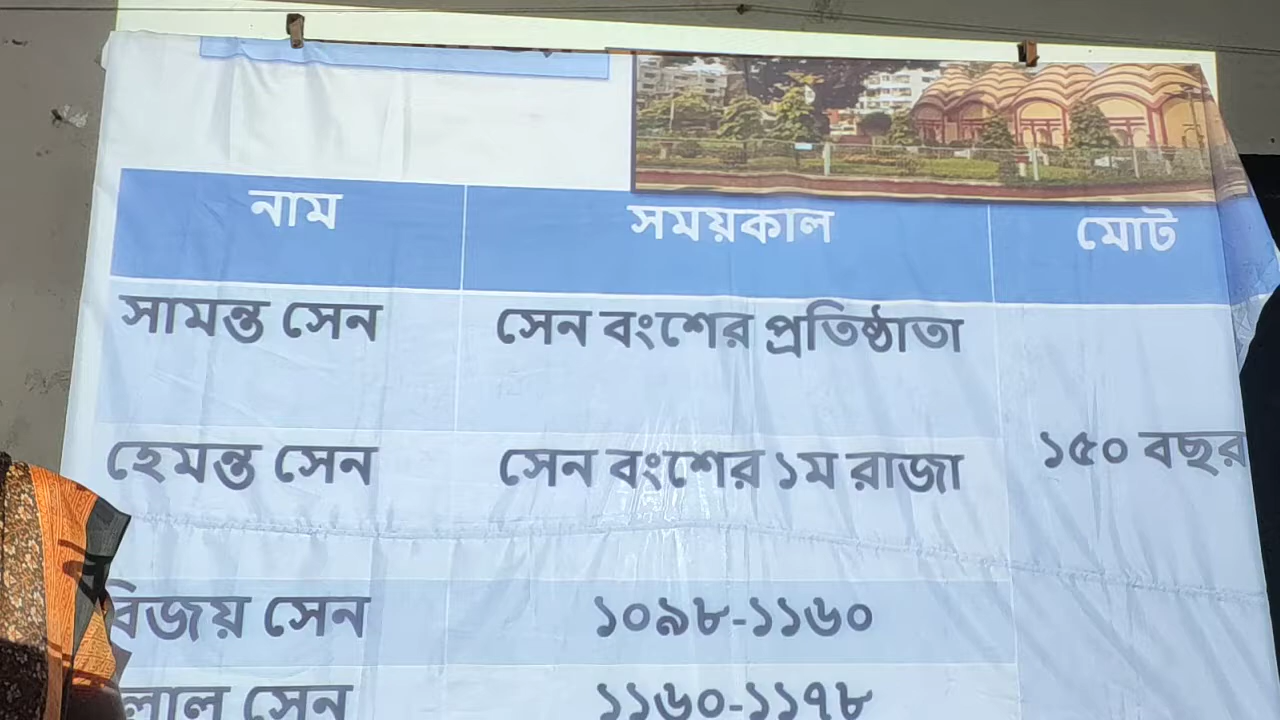 নাম সময়কাল মোট
সামন্ত সেন সেন বংশের প্রতিষ্ঠাতা
হেমন্ত সেন সেন বংশের ১ম রাজা ১৫০ বছর
বিজয় সেন ১০৯৮-১১৬০
সেন ১১৬০-১১৭৮